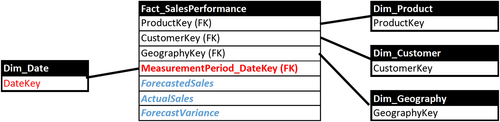 Fact_SalesPerformance
ProductKey (FK)
CustomerKey (FK)
GeographyKey (FK)
MeasurementPeriod_DateKey (FK)
ForecastedSales
ActualSales
ForecastVariance
Dim_Date
DateKey
Dim_Product
ProductKey
Dim_Customer
CustomerKey
Dim_Geography
GeographyKey